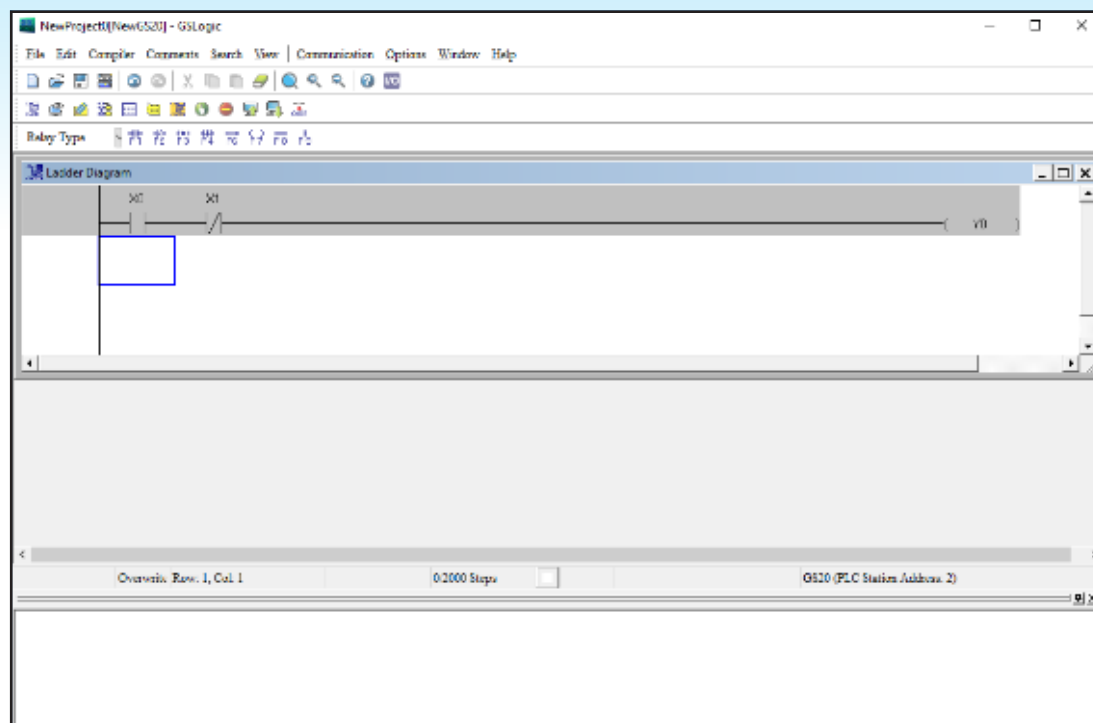 NewProject0[NewGS20] - GSLogic
File Edit Compiler Comments Search View Communication Options Window Help
Relay Type
Ladder Diagram
X0 X1
Y0
Overwrite Row: 1, Col: 1 0/2000 Steps GS20 (PLC Station Address: 2)